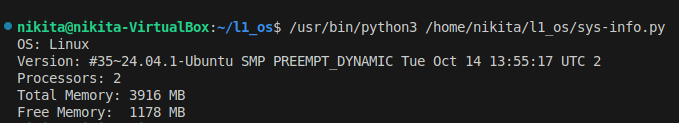 nikita@nikita-VirtualBox:~/l1_os$ /usr/bin/python3 /home/nikita/l1_os/sys-info.py
OS: Linux
Version: #35~24.04.1-Ubuntu SMP PREEMPT_DYNAMIC Tue Oct 14 13:55:17 UTC 2
Processors: 2
Total Memory: 3916 MB
Free Memory:  1178 MB